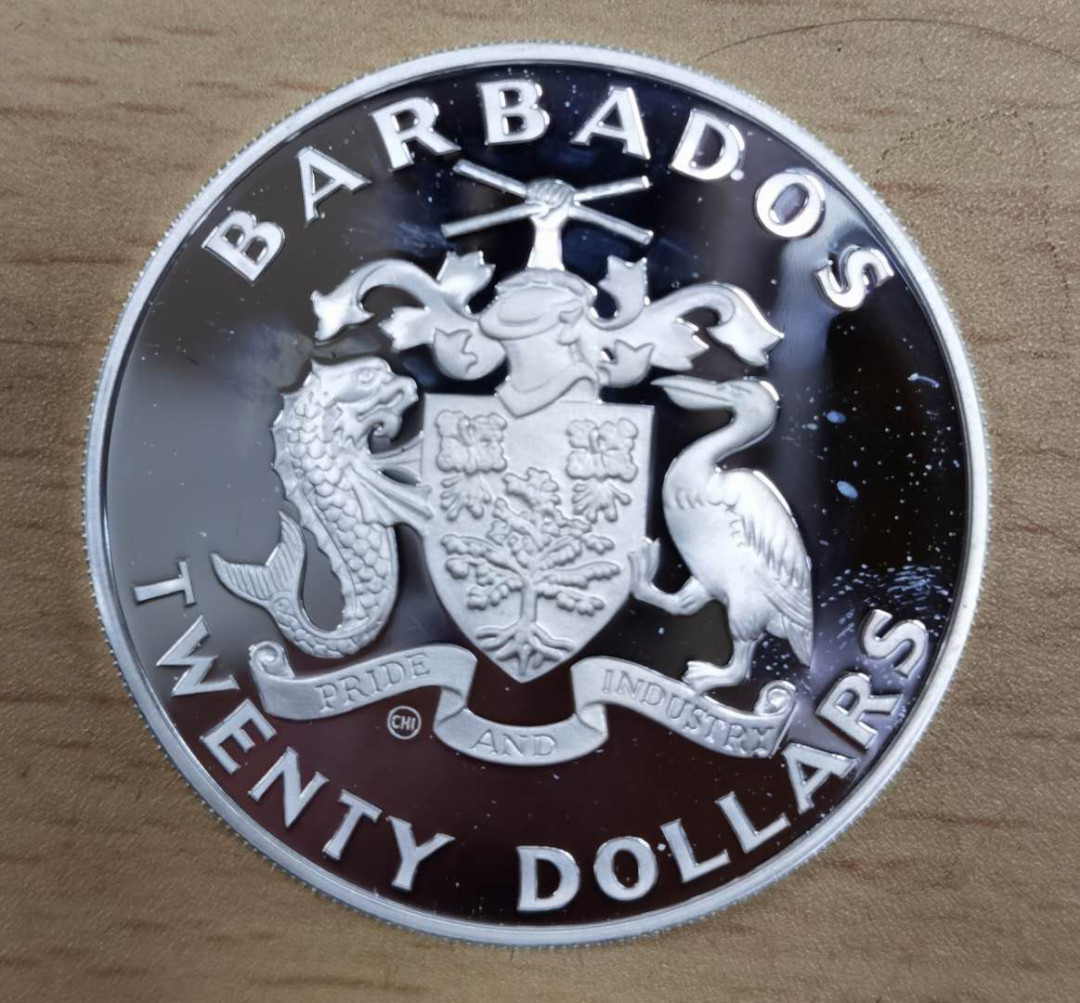 BARBADOS
PRIDE AND INDUSTRY
CHI
TWENTY DOLLARS